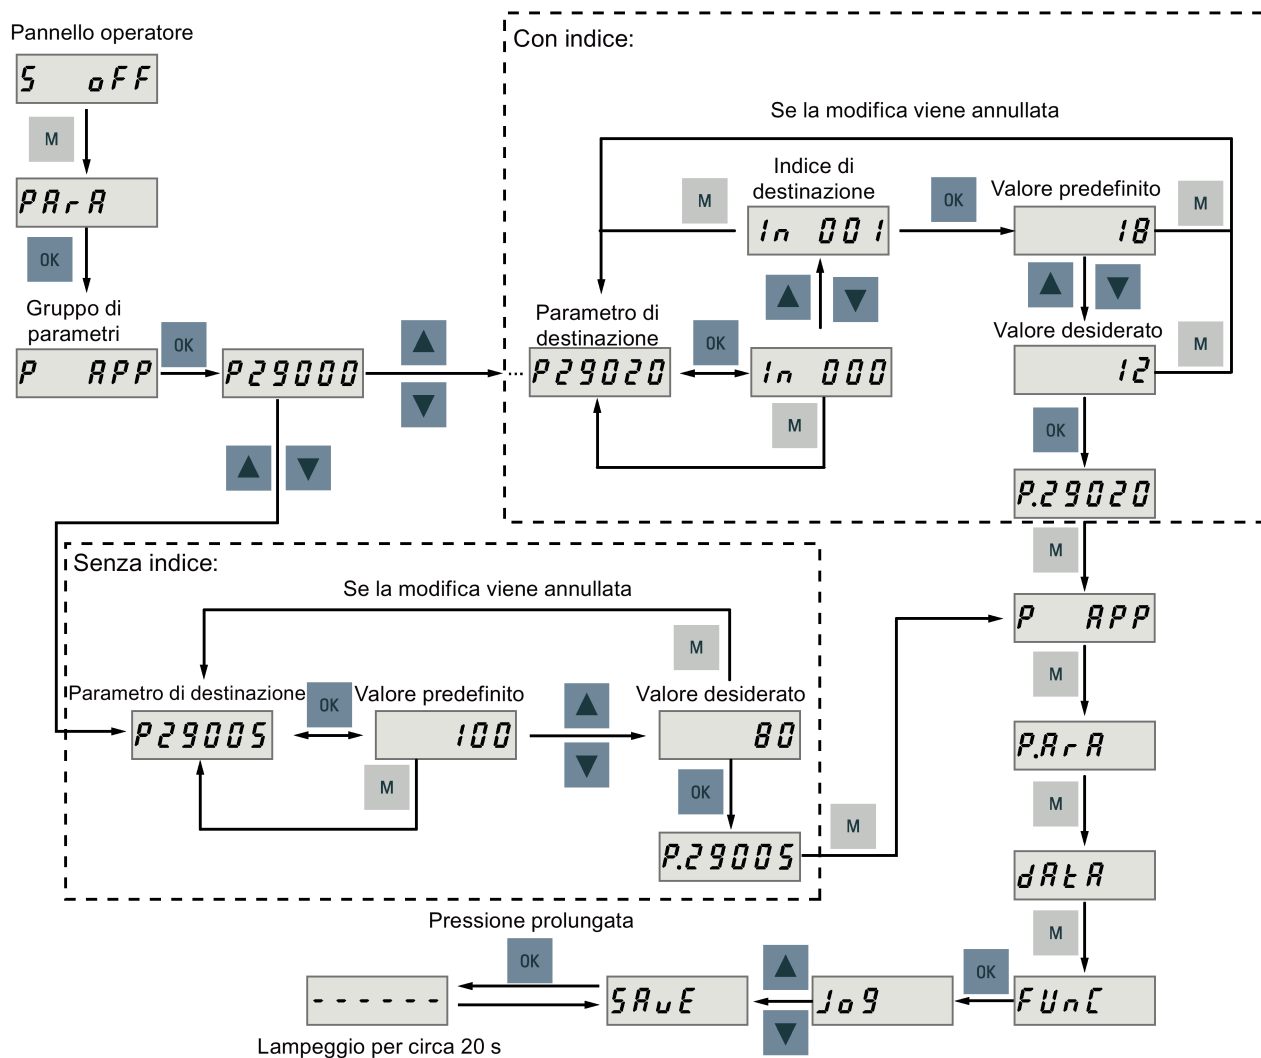 Pannello operatore
S oFF
M
PArA
OK
Gruppo di
parametri
P APP
OK
P29000
Con indice:
Se la modifica viene annullata
M
Indice di
destinazione
In 001
OK
Valore predefinito
18
M
Parametro di
destinazione
...P29020
OK
In 000
M
Valore desiderato
12
M
OK
P.29020
M
P APP
M
P.ArA
M
dAtA
M
FUnC
Senza indice:
Se la modifica viene annullata
M
Parametro di destinazione
P29005
OK
Valore predefinito
100
M
Valore desiderato
80
OK
P.29005
M
Pressione prolungata
OK
------
SAvE
Jog
OK
Lampeggio per circa 20 s